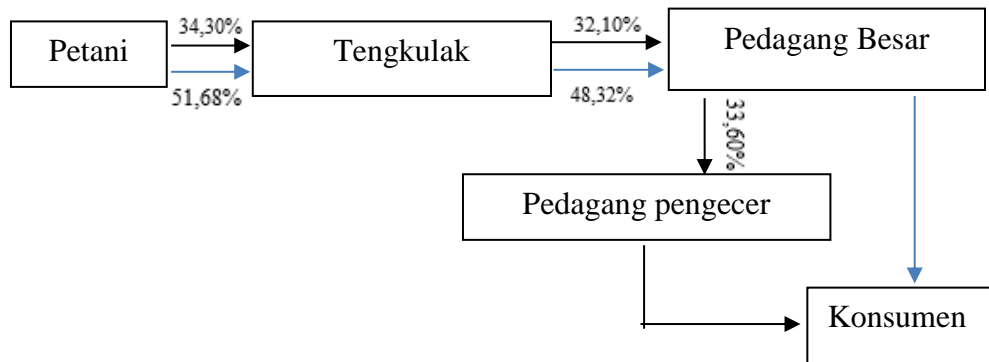 34,30%
32,10%
Petani
Tengkulak
Pedagang Besar
51,68%
48,32%
33,60%
Pedagang pengecer
Konsumen